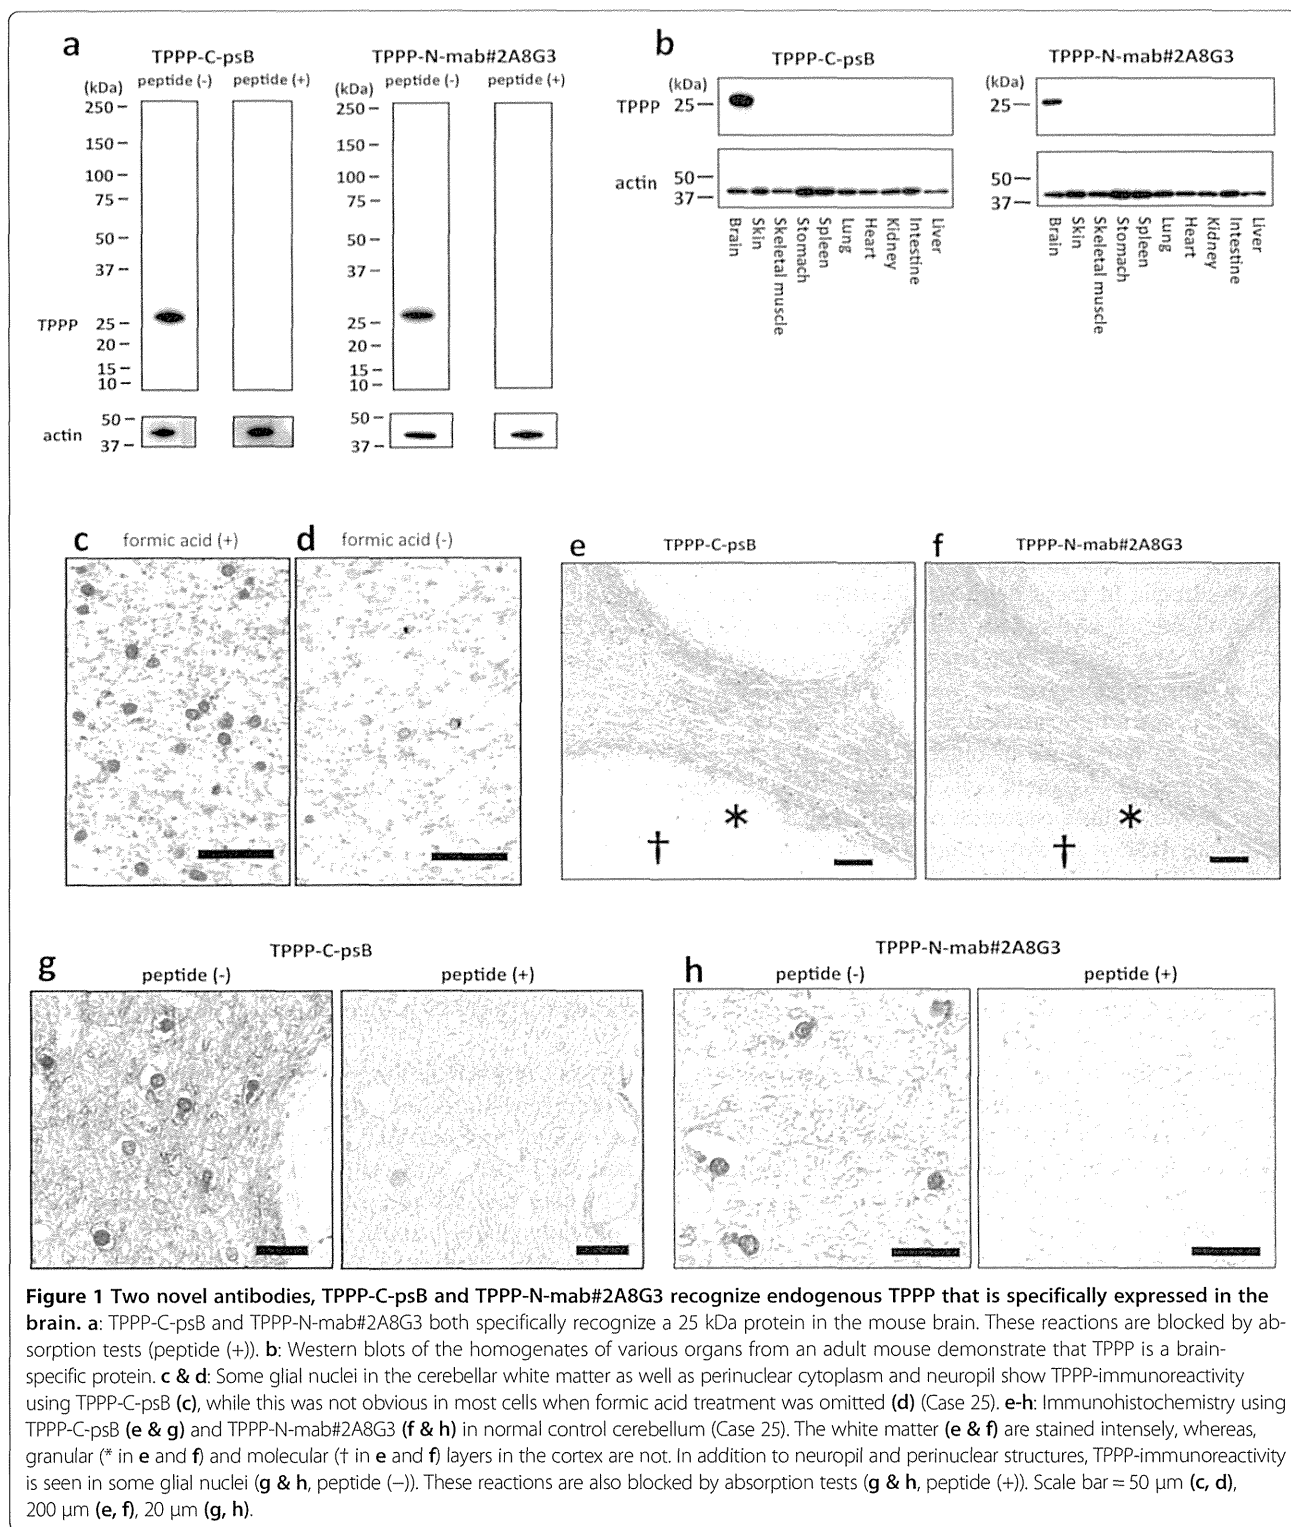 a
TPPP-C-psB
TPPP-N-mab#2A8G3
peptide (-) peptide (+)
peptide (-) peptide (+)
(kDa)
250
150
100
75
50
37
TPPP
25
20
15
10
actin
50
37
(kDa)
250
150
100
75
50
37
25
20
15
10
50
37
b
TPPP-C-psB
TPPP-N-mab#2A8G3
(kDa)
TPPP
25
actin
50
37
Brain
Skin
Skeletal muscle
Stomach
Spleen
Lung
Heart
Kidney
Intestine
Liver
(kDa)
25
50
37
Brain
Skin
Skeletal muscle
Stomach
Spleen
Lung
Heart
Kidney
Intestine
Liver
c formic acid (+)
d formic acid (-)
e TPPP-C-psB
* †
f TPPP-N-mab#2A8G3
* †
g
TPPP-C-psB
peptide (-) peptide (+)
h
TPPP-N-mab#2A8G3
peptide (-) peptide (+)
Figure 1 Two novel antibodies, TPPP-C-psB and TPPP-N-mab#2A8G3 recognize endogenous TPPP that is specifically expressed in the
brain. a: TPPP-C-psB and TPPP-N-mab#2A8G3 both specifically recognize a 25 kDa protein in the mouse brain. These reactions are blocked by ab-
sorption tests (peptide (+)). b: Western blots of the homogenates of various organs from an adult mouse demonstrate that TPPP is a brain-
specific protein. c & d: Some glial nuclei in the cerebellar white matter as well as perinuclear cytoplasm and neuropil show TPPP-immunoreactivity
using TPPP-C-psB (c), while this was not obvious in most cells when formic acid treatment was omitted (d) (Case 25). e-h: Immunohistochemistry using
TPPP-C-psB (e & g) and TPPP-N-mab#2A8G3 (f & h) in normal control cerebellum (Case 25). The white matter (e & f) are stained intensely, whereas,
granular (* in e and f) and molecular († in e and f) layers in the cortex are not. In addition to neuropil and perinuclear structures, TPPP-immunoreactivity
is seen in some glial nuclei (g & h, peptide (−)). These reactions are also blocked by absorption tests (g & h, peptide (+)). Scale bar = 50 μm (c, d),
200 μm (e, f), 20 μm (g, h).